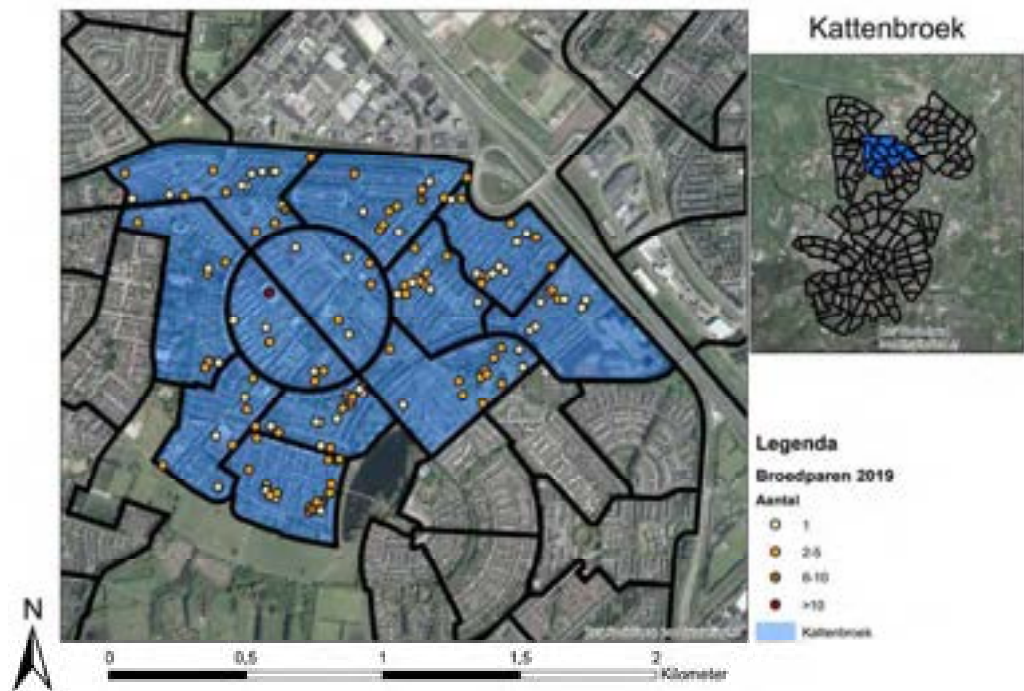 Kattenbroek
Legenda
Broedparen 2019
Aantal
1
2-5
6-10
>10
Kattenbroek
N
0 0,5 1 1,5 2
Kilometer